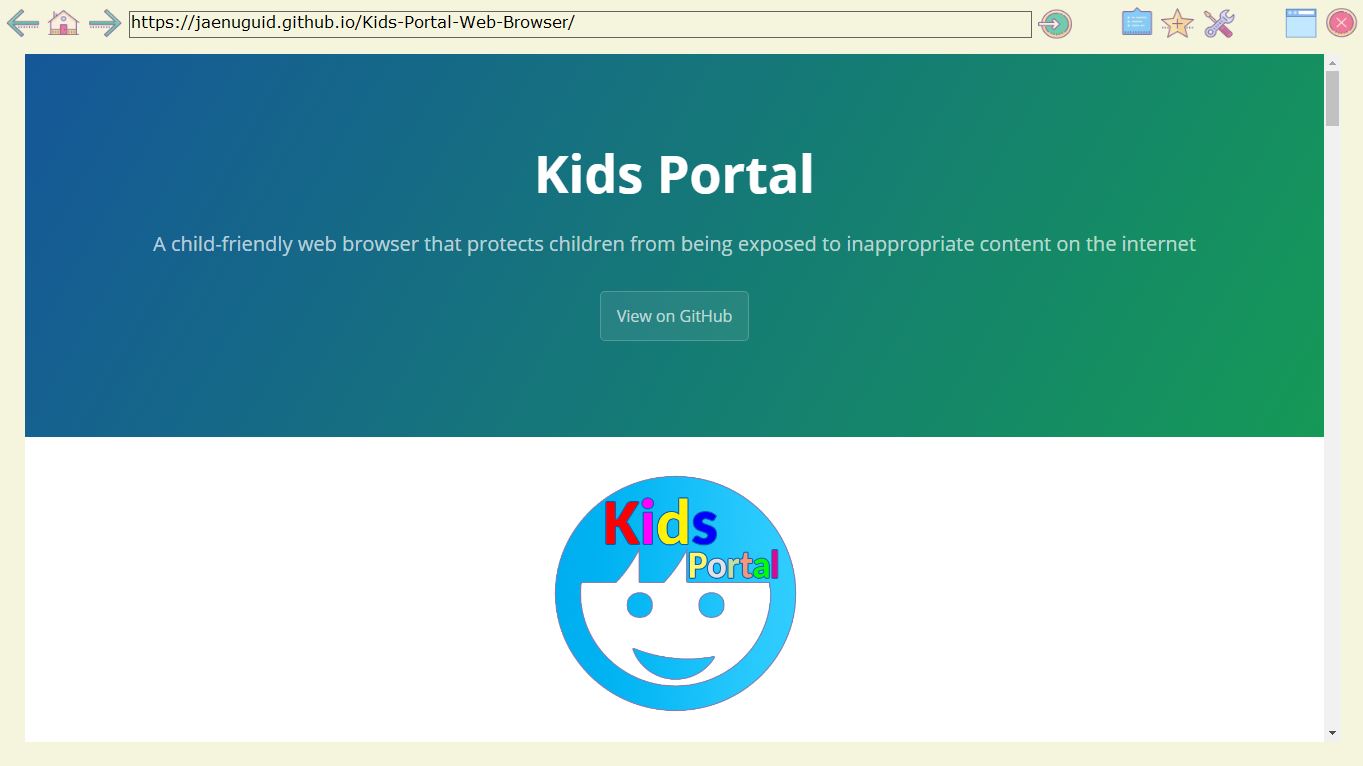 https://jaenuguid.github.io/Kids-Portal-Web-Browser/
Kids Portal
A child-friendly web browser that protects children from being exposed to inappropriate content on the internet
View on GitHub
Kids
Portal